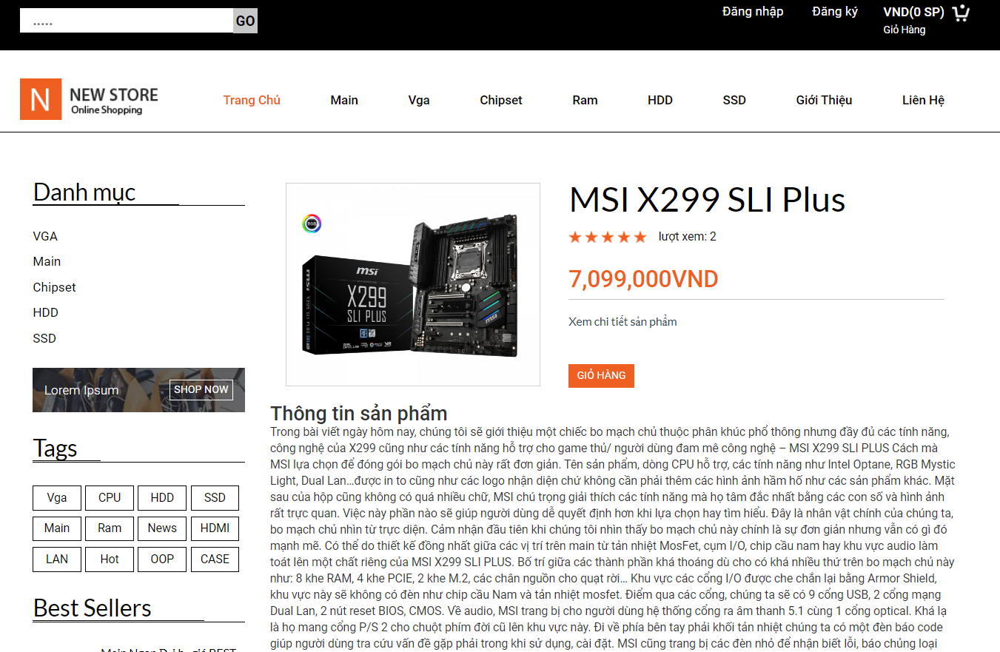 .....
GO
Đăng nhập
Đăng ký
VND(0 SP)
Giỏ Hàng
N
NEW STORE
Online Shopping
Trang Chủ
Main
Vga
Chipset
Ram
HDD
SSD
Giới Thiệu
Liên Hệ
Danh mục
VGA
Main
Chipset
HDD
SSD
Lorem Ipsum
SHOP NOW
Tags
Vga
CPU
HDD
SSD
Main
Ram
News
HDMI
LAN
Hot
OOP
CASE
Best Sellers
RGB
msi
X299
SLI PLUS
msi
MSI X299 SLI Plus
lượt xem: 2
7,099,000VND
Xem chi tiết sản phẩm
GIỎ HÀNG
Thông tin sản phẩm
Trong bài viết ngày hôm nay, chúng tôi sẽ giới thiệu một chiếc bo mạch chủ thuộc phân khúc phổ thông nhưng đầy đủ các tính năng,
công nghệ của X299 cũng như các tính năng hỗ trợ cho game thủ/ người dùng đam mê công nghệ – MSI X299 SLI PLUS Cách mà
MSI lựa chọn để đóng gói bo mạch chủ này rất đơn giản. Tên sản phẩm, dòng CPU hỗ trợ, các tính năng như Intel Optane, RGB Mystic
Light, Dual Lan…được in to cũng như các logo nhận diện chứ không cần phải thêm các hình ảnh hầm hố như các sản phẩm khác. Mặt
sau của hộp cũng không có quá nhiều chữ, MSI chú trọng giải thích các tính năng mà họ tâm đắc nhất bằng các con số và hình ảnh
rất trực quan. Việc này phần nào sẽ giúp người dùng dễ quyết định hơn khi lựa chọn hay tìm hiểu. Đây là nhân vật chính của chúng ta,
bo mạch chủ nhìn từ trực diện. Cảm nhận đầu tiên khi chúng tôi nhìn thấy bo mạch chủ này chính là sự đơn giản nhưng vẫn có gì đó
mạnh mẽ. Có thể do thiết kế đồng nhất giữa các vị trí trên main từ tản nhiệt MosFet, cụm I/O, chip cầu nam hay khu vực audio làm
toát lên một chất riêng của MSI X299 SLI PLUS. Bố trí giữa các thành phần khá thoáng dù cho có khá nhiều thứ trên bo mạch chủ này
như: 8 khe RAM, 4 khe PCIE, 2 khe M.2, các chân nguồn cho quạt rời… Khu vực các cổng I/O được che chắn lại bằng Armor Shield,
khu vực này sẽ không có đèn như chip cầu Nam và tản nhiệt mosfet. Điểm qua các cổng, chúng ta sẽ có 9 cổng USB, 2 cổng mạng
Dual Lan, 2 nút reset BIOS, CMOS. Về audio, MSI trang bị cho người dùng hệ thống cổng ra âm thanh 5.1 cùng 1 cổng optical. Khá lạ
là họ mang cổng P/S 2 cho chuột phím đời cũ lên khu vực này. Đi về phía bên tay phải khối tản nhiệt chúng ta có một đèn báo code
giúp người dùng tra cứu vấn đề gặp phải trong khi sử dụng, cài đặt. MSI cũng trang bị các đèn nhỏ để nhận biết lỗi, báo chủng loại